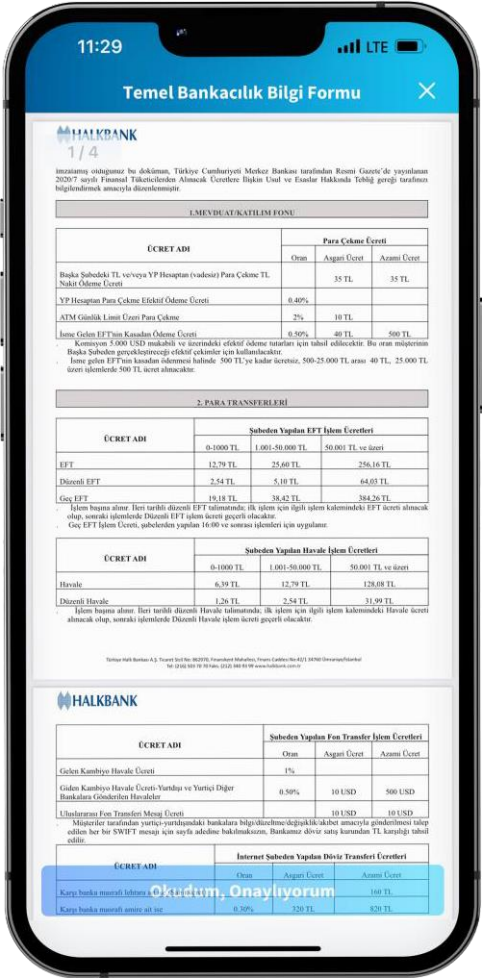 11:29
LTE
Temel Bankacılık Bilgi Formu
HALKBANK
1 / 4
imzalamış olduğunuz bu doküman, Türkiye Cumhuriyeti Merkez Bankası tarafından Resmi Gazete'de yayınlanan
2020/7 sayılı Finansal Tüketicilerden Alınacak Ücretlere İlişkin Usul ve Esaslar Hakkında Tebliğ gereği tarafınızı
bilgilendirmek amacıyla düzenlenmiştir.
1.MEVDUAT/KATILIM FONU
ÜCRET ADI
Para Çekme Ücreti
Oran Asgari Ücret Azami Ücret
Başka Şubedeki TL ve/veya YP Hesaptan (vadesiz) Para Çekme TL
Nakit Ödeme Ücreti
35 TL 35 TL
YP Hesaptan Para Çekme Efektif Ödeme Ücreti 0.40%
ATM Günlük Limit Üzeri Para Çekme 2% 10 TL
İsme Gelen EFT'nin Kasadan Ödeme Ücreti 0.50% 40 TL 500 TL
. Komisyon 5.000 USD mukabili ve üzerindeki efektif ödeme tutarları için tahsil edilecektir. Bu oran müşterinin
Başka Şubeden gerçekleştireceği efektif çekimler için kullanılacaktır.
. İsme gelen EFT'nin kasadan ödenmesi halinde 500 TL'ye kadar ücretsiz, 500-25.000 TL arası 40 TL, 25.000 TL
üzeri işlemlerde 500 TL ücret alınacaktır.
2. PARA TRANSFERLERİ
ÜCRET ADI
Şubeden Yapılan EFT İşlem Ücretleri
0-1000 TL 1.001-50.000 TL 50.001 TL ve üzeri
EFT 12,79 TL 25,60 TL 256,16 TL
Düzenli EFT 2,54 TL 5,10 TL 64,03 TL
Geç EFT 19,18 TL 38,42 TL 384,26 TL
. İşlem başına alınır. İleri tarihli düzenli EFT talimatında; ilk işlem için ilgili işlem kalemindeki EFT ücreti alınacak
olup, sonraki işlemlerde Düzenli EFT işlem ücreti geçerli olacaktır.
. Geç EFT İşlem Ücreti, şubelerden yapılan 16:00 ve sonrası işlemleri için uygulanır.
ÜCRET ADI
Şubeden Yapılan Havale İşlem Ücretleri
0-1000 TL 1.001-50.000 TL 50.001 TL ve üzeri
Havale 6,39 TL 12,79 TL 128,08 TL
Düzenli Havale 1,26 TL 2,54 TL 31,99 TL
. İşlem başına alınır. İleri tarihli düzenli Havale talimatında; ilk işlem için ilgili işlem kalemindeki Havale ücreti
alınacak olup, sonraki işlemlerde Düzenli Havale işlem ücreti geçerli olacaktır.
Türkiye Halk Bankası A.Ş. Ticaret Sicil No: 862070, Finanskent Mahallesi, Finans Caddesi No:42/1 34760 Ümraniye/İstanbul
HALKBANK
ÜCRET ADI
Şubeden Yapılan Fon Transfer İşlem Ücretleri
Oran Asgari Ücret Azami Ücret
Gelen Kambiyo Havale Ücreti 1%
Giden Kambiyo Havale Ücreti-Yurtdışı ve Yurtiçi Diğer
Bankalara Gönderilen Havaleler
0.50% 10 USD 500 USD
Uluslararası Fon Transferi Mesaj Ücreti 10 USD 10 USD
. Müşteriler tarafından yurtiçi-yurtdışındaki bankalara bilgi/düzeltme/değişiklik/akıbet amacıyla gönderilmesi talep
edilen her bir SWIFT mesajı için sayfa adedine bakılmaksızın, Bankamız döviz satış kurundan TL karşılığı tahsil
edilir.
ÜCRET ADI
İnternet Şubeden Yapılan Döviz Transferi Ücretleri
Oran Asgari Ücret Azami Ücret
Karşı banka masrafı 160 TL
Okudum, Onaylıyorum
Karşı banka masrafı amire ait ise 0.30% 320 TL 820 TL